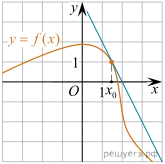 y
y = f(x)
1
O
1
x₀
x
решуегэ.рф